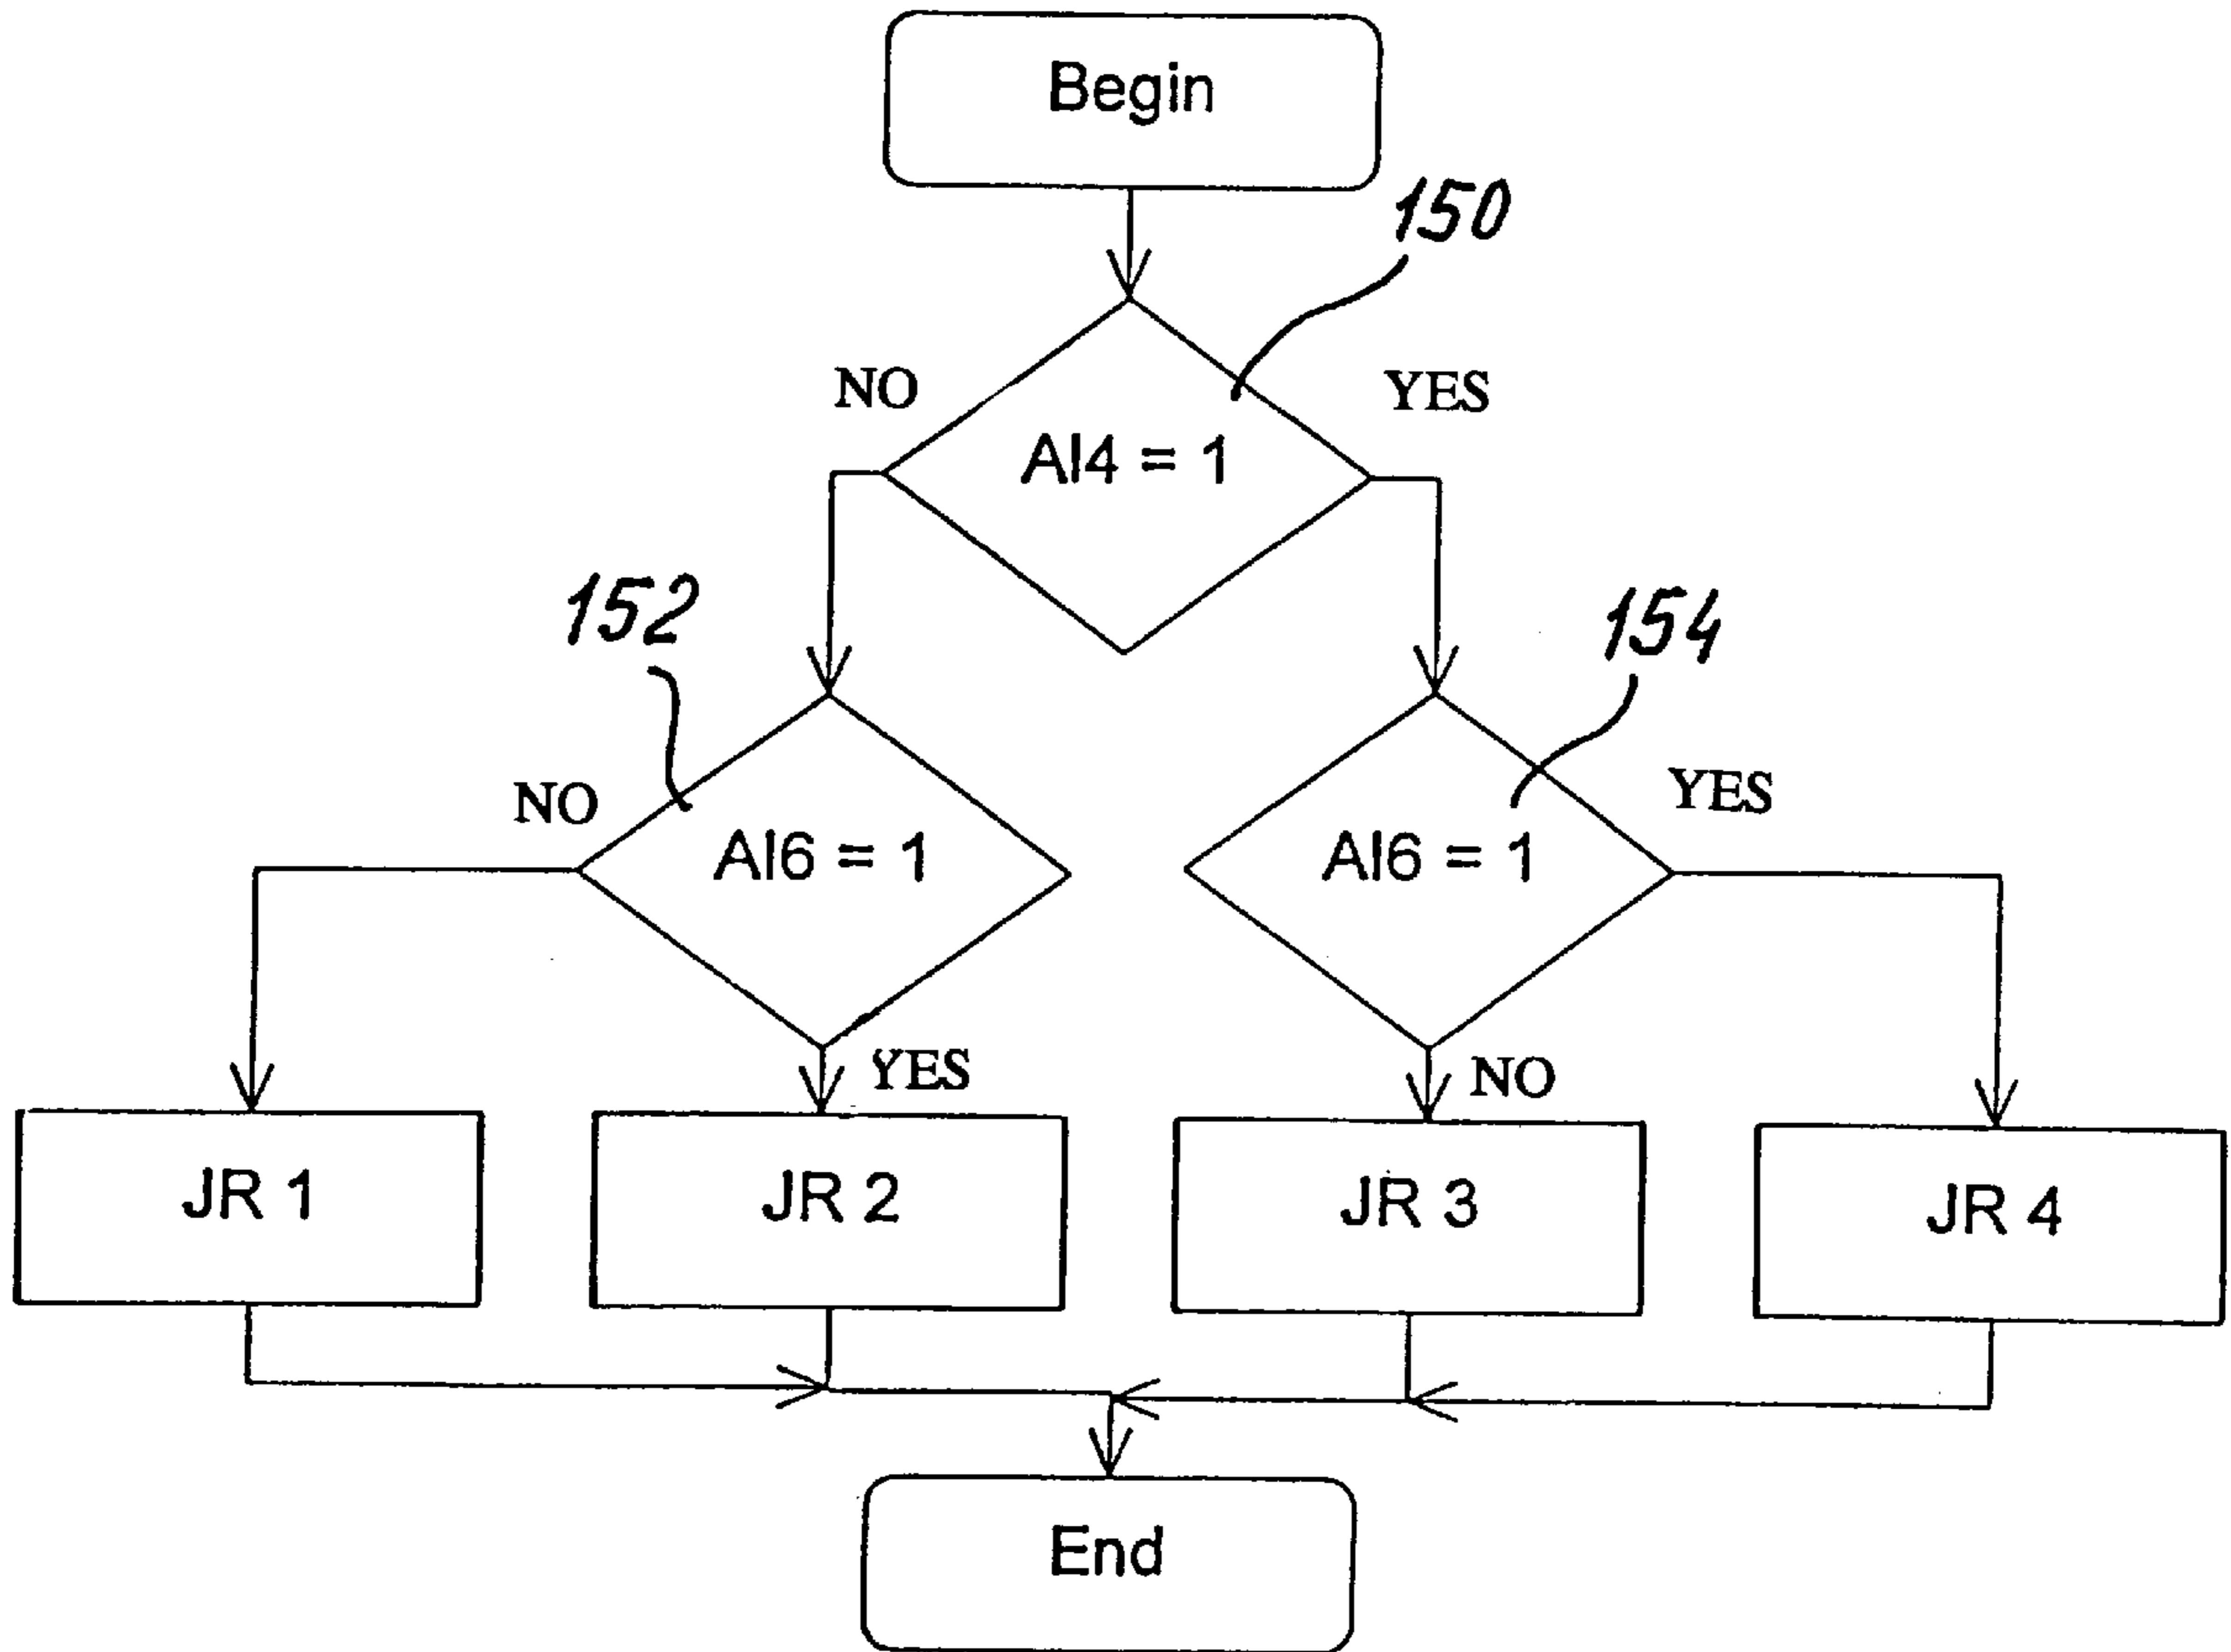 Begin
150
NO
YES
AI4 = 1
152
154
NO
YES
AI6 = 1
AI6 = 1
YES
NO
JR 1
JR 2
JR 3
JR 4
End